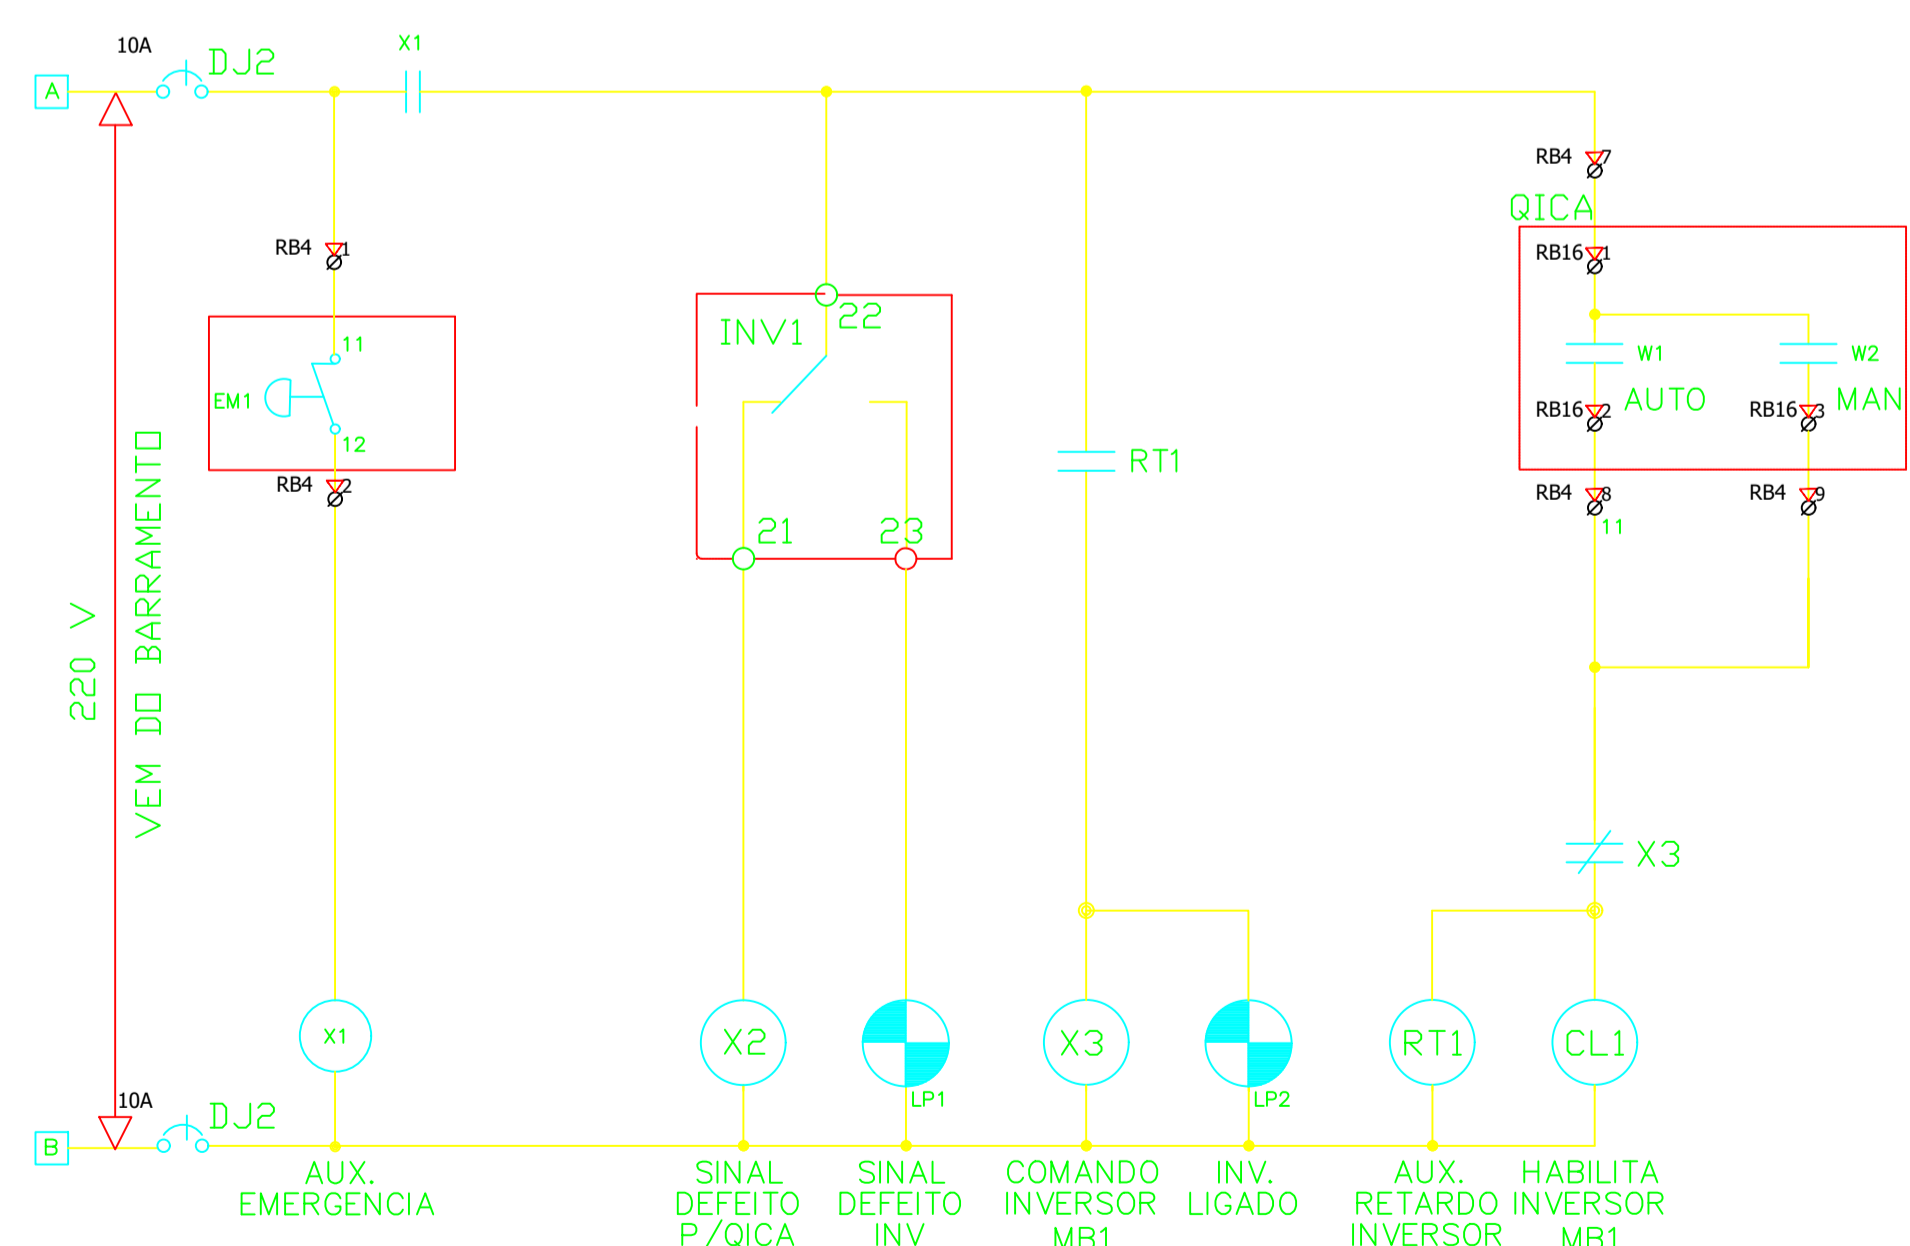 10A
DJ2
X1
A
RB4
7
QICA
RB4
1
RB16
1
INV1
22
11
EM1
12
W1
W2
AUTO
MAN
RB16
2
RB16
3
RT1
RB4
2
RB4
8
RB4
9
11
21
23
220 V
VEM DO BARRAMENTO
X3
X1
X2
X3
RT1
CL1
LP1
LP2
10A
DJ2
B
AUX.
EMERGENCIA
SINAL
DEFEITO
P/QICA
SINAL
DEFEITO
INV
COMANDO
INVERSOR
MB1
INV.
LIGADO
AUX.
RETARDO
INVERSOR
HABILITA
INVERSOR
MB1